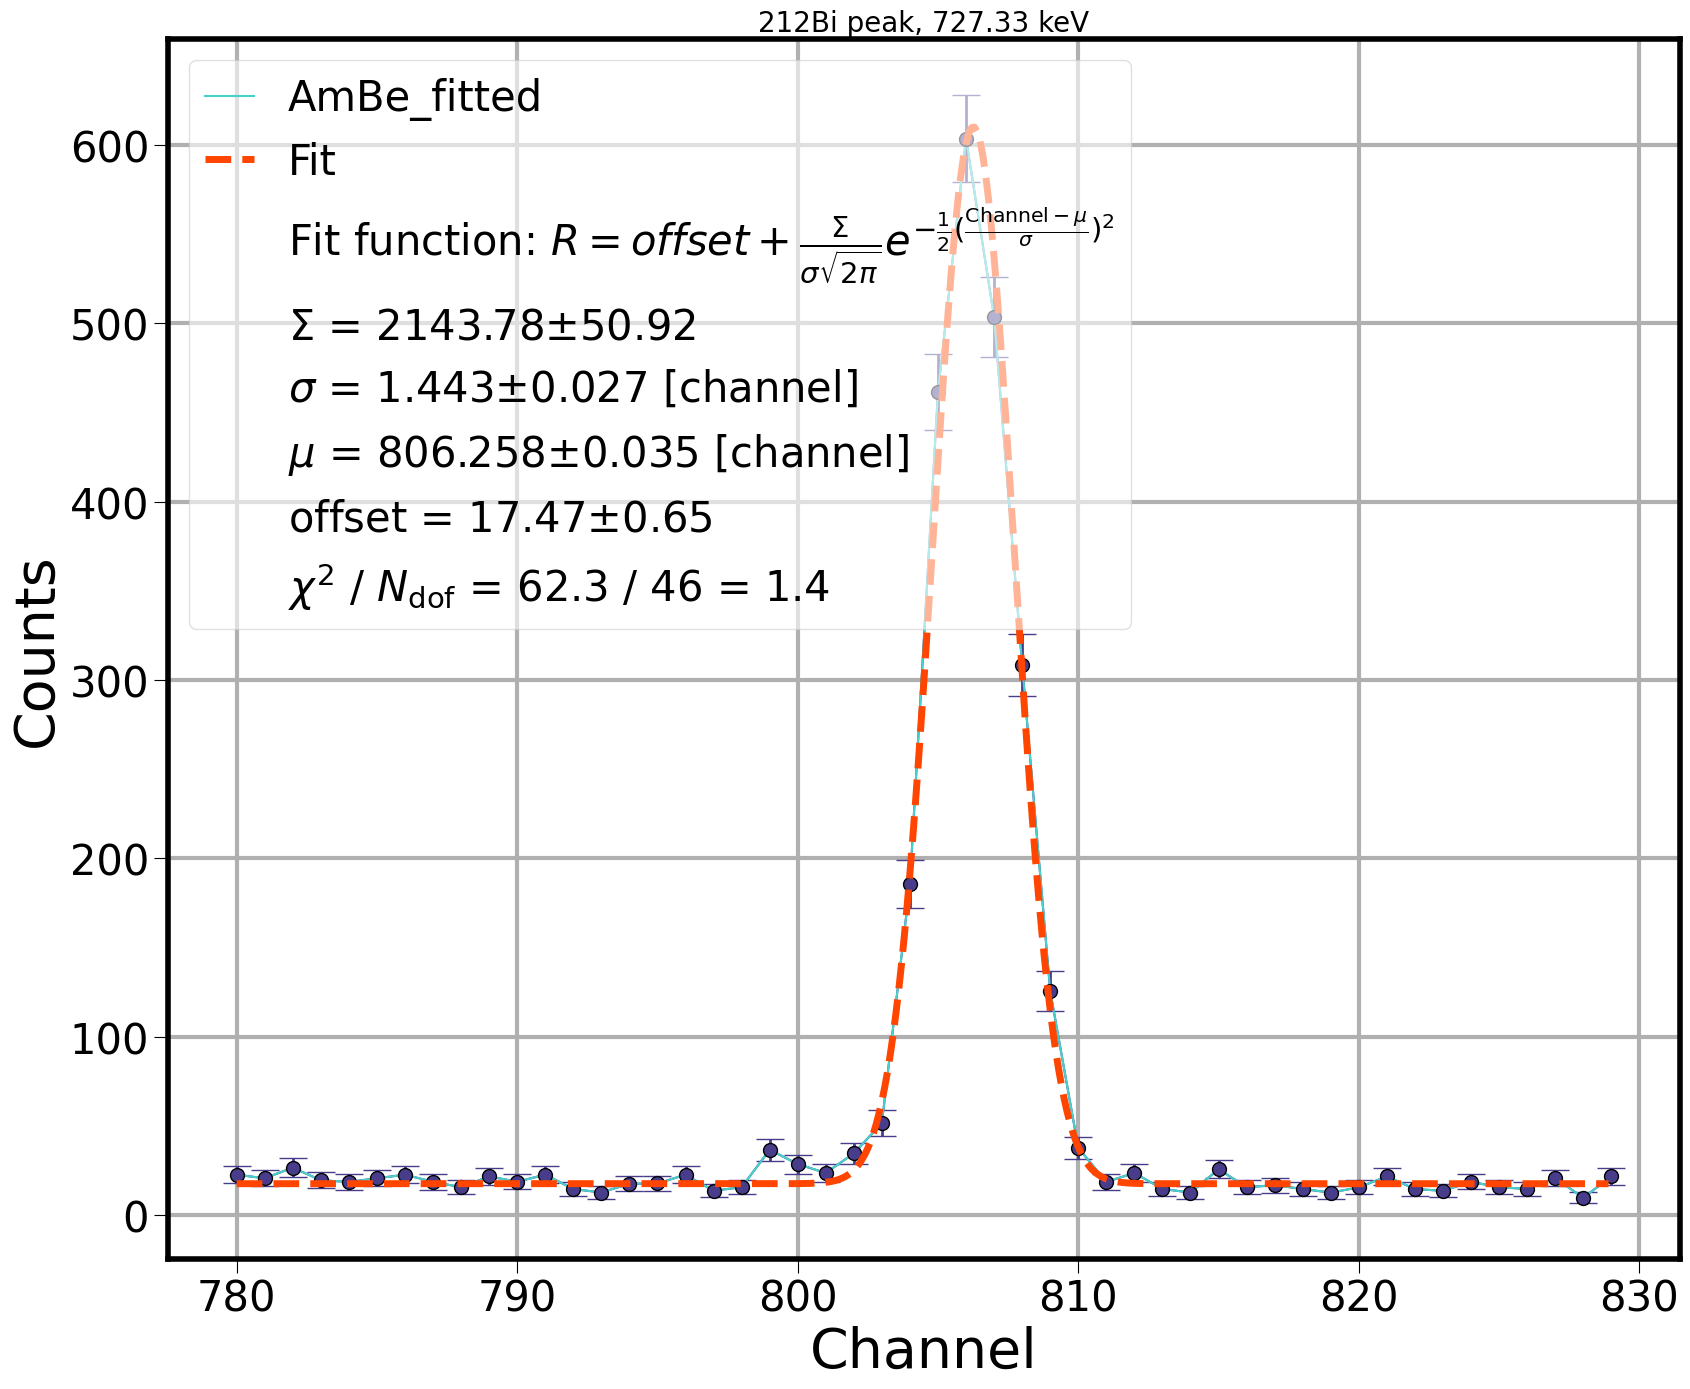 212Bi peak, 727.33 keV
AmBe_fitted
Fit
Fit function: R = offset + Σ/(σ√2π) e^(−1/2((Channel − μ)/σ)²)
Σ = 2143.78±50.92
σ = 1.443±0.027 [channel]
μ = 806.258±0.035 [channel]
offset = 17.47±0.65
χ² / N_dof = 62.3 / 46 = 1.4
Counts
600
500
400
300
200
100
0
780 790 800 810 820 830
Channel